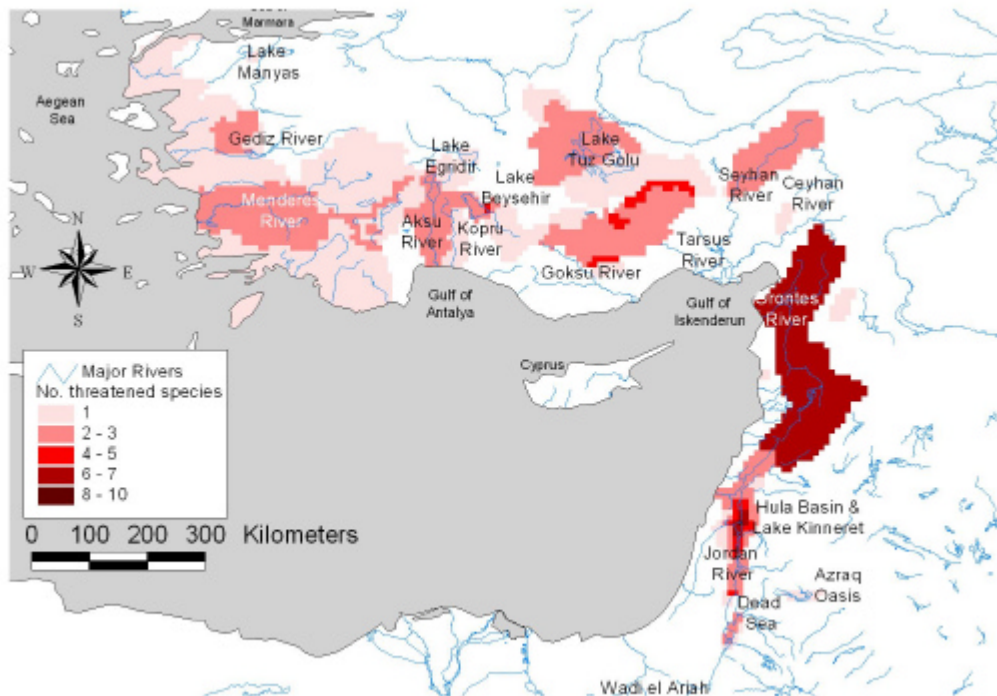 Marmara
Lake
Manyas
Aegean
Sea
Gediz River
Lake
Egridir
Lake
Tuz Golu
Lake
Beysehir
Seyhan
River
Ceyhan
River
Menderes
River
Aksu
River
Kopru
River
Tarsus
River
Goksu River
N
W
E
S
Gulf of
Antalya
Gulf of
Iskenderun
Orontes
River
Cyprus
Major Rivers
No. threatened species
1
2 - 3
4 - 5
6 - 7
8 - 10
0 100 200 300 Kilometers
Hula Basin &
Lake Kinneret
Jordan
River
Azraq
Oasis
Dead
Sea
Wadi el Ariah